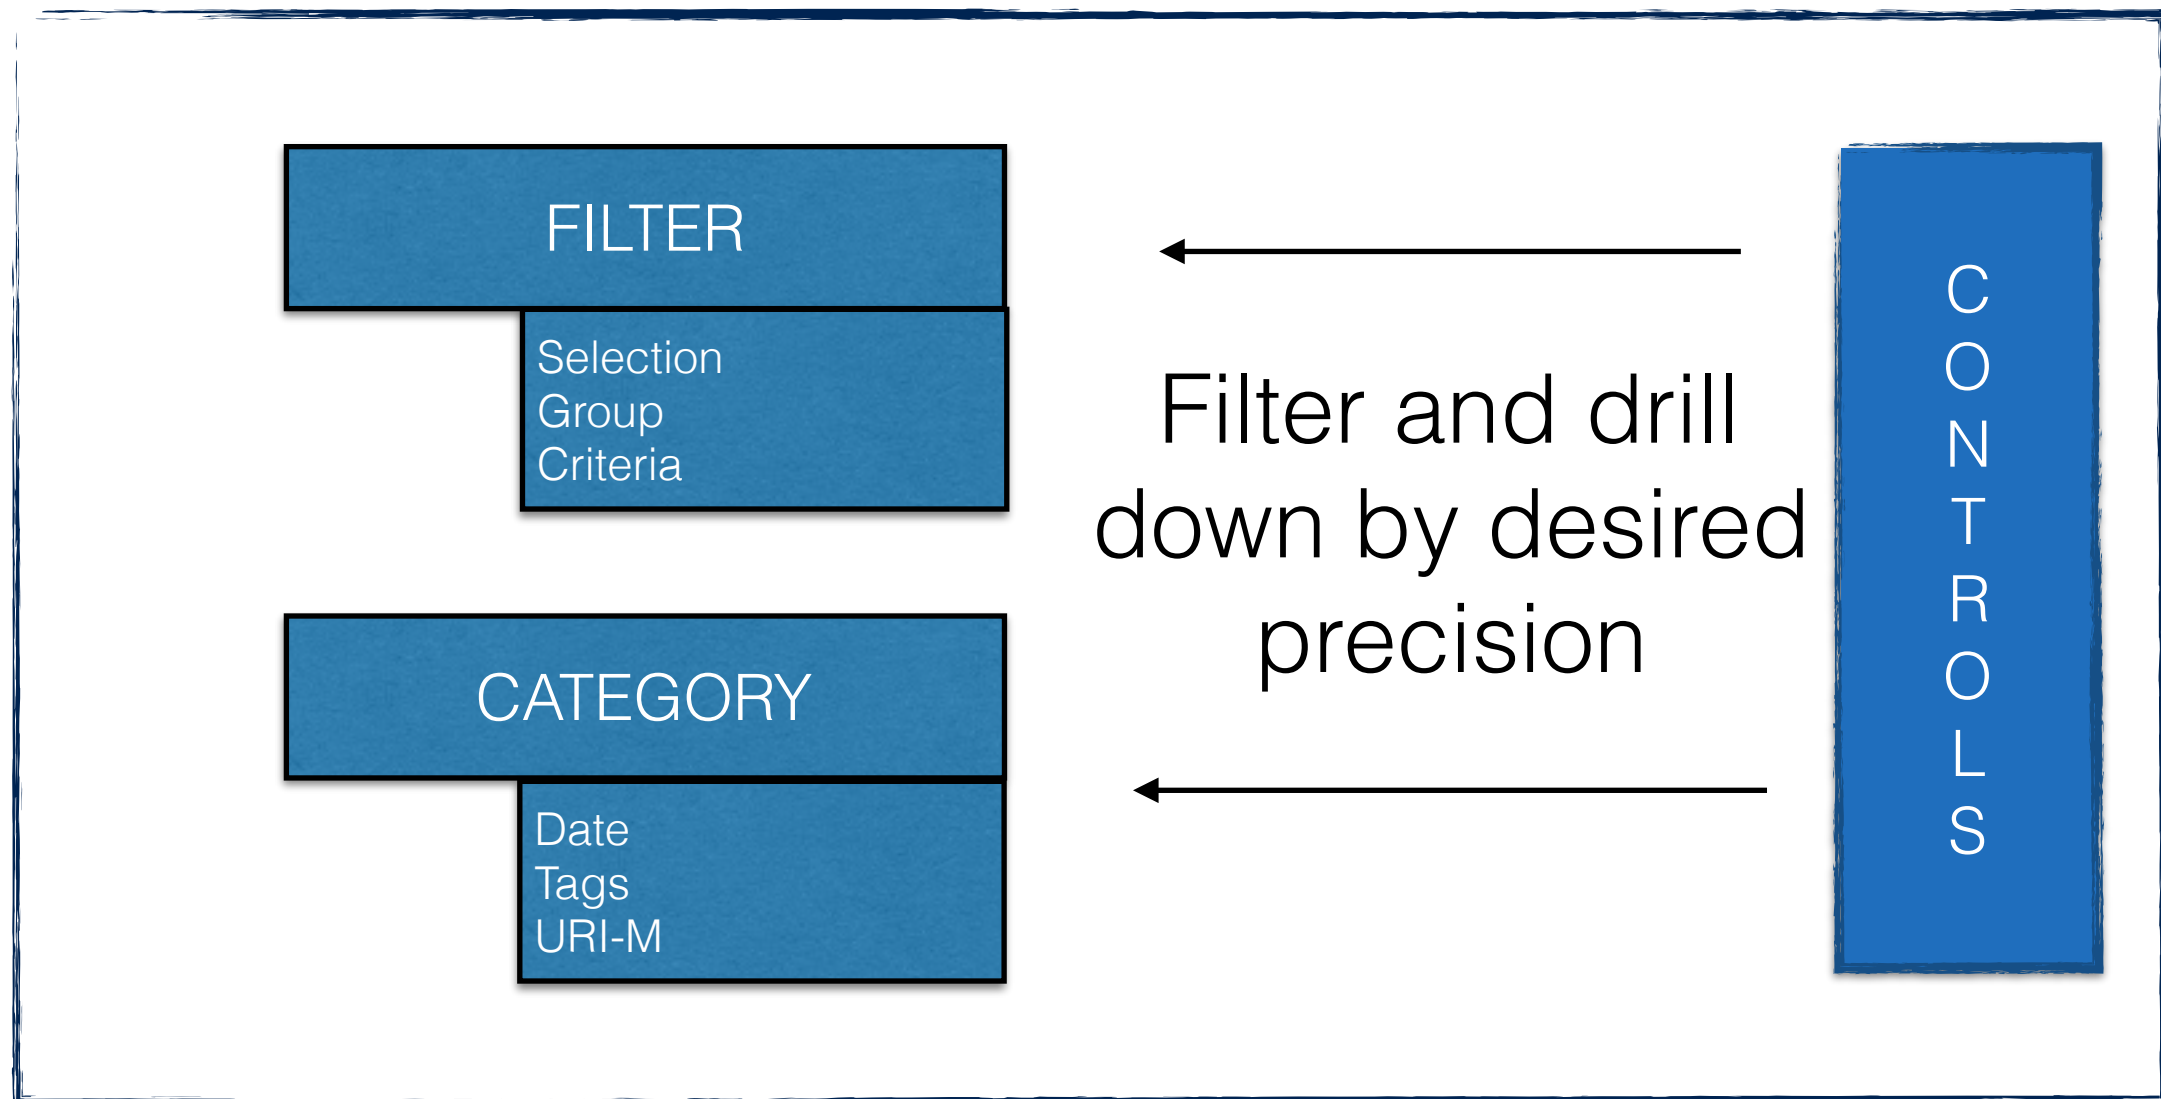 FILTER
Selection
Group
Criteria
CATEGORY
Date
Tags
URI-M
Filter and drill
down by desired
precision
C
O
N
T
R
O
L
S